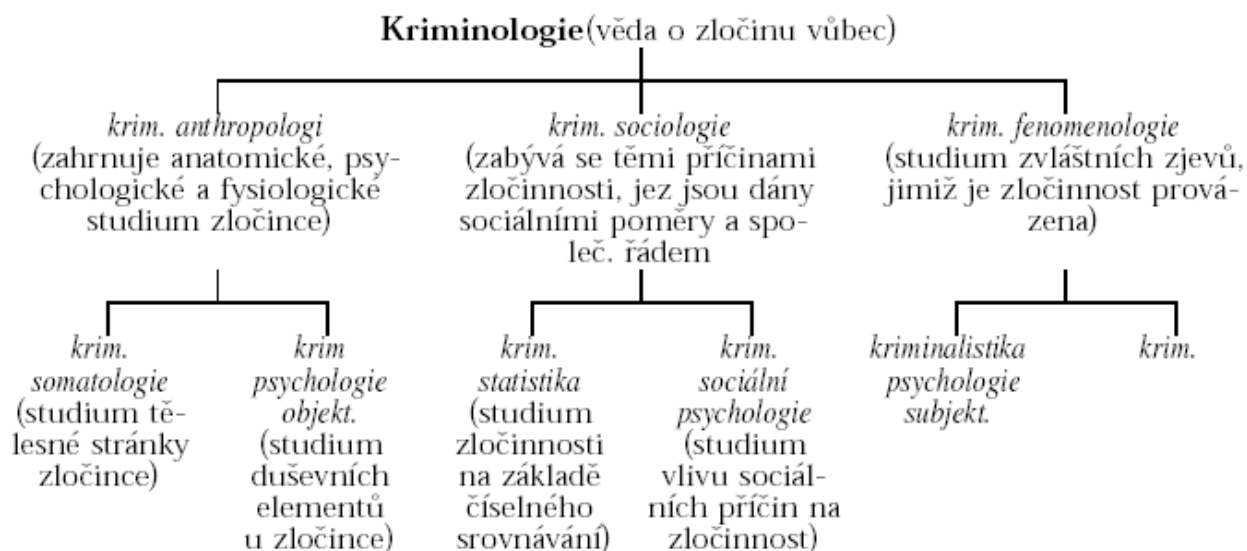 Kriminologie(věda o zločinu vůbec)
krim. anthropologi
(zahrnuje anatomické, psy-
chologické a fysiologické
studium zločince)
krim. sociologie
(zabývá se těmi příčinami
zločinnosti, jez jsou dány
sociálními poměry a spo-
leč. řádem
krim. fenomenologie
(studium zvláštních zjevů,
jimiž je zločinnost prová-
zena)
krim.
somatologie
(studium tě-
lesné stránky
zločince)
krim
psychologie
objekt.
(studium
duševních
elementů
u zločince)
krim.
statistika
(studium
zločinnosti
na základě
číselného
srovnávání)
krim.
sociální
psychologie
(studium
vlivu sociál-
ních příčin na
zločinnost)
kriminalistika
psychologie
subjekt.
krim.